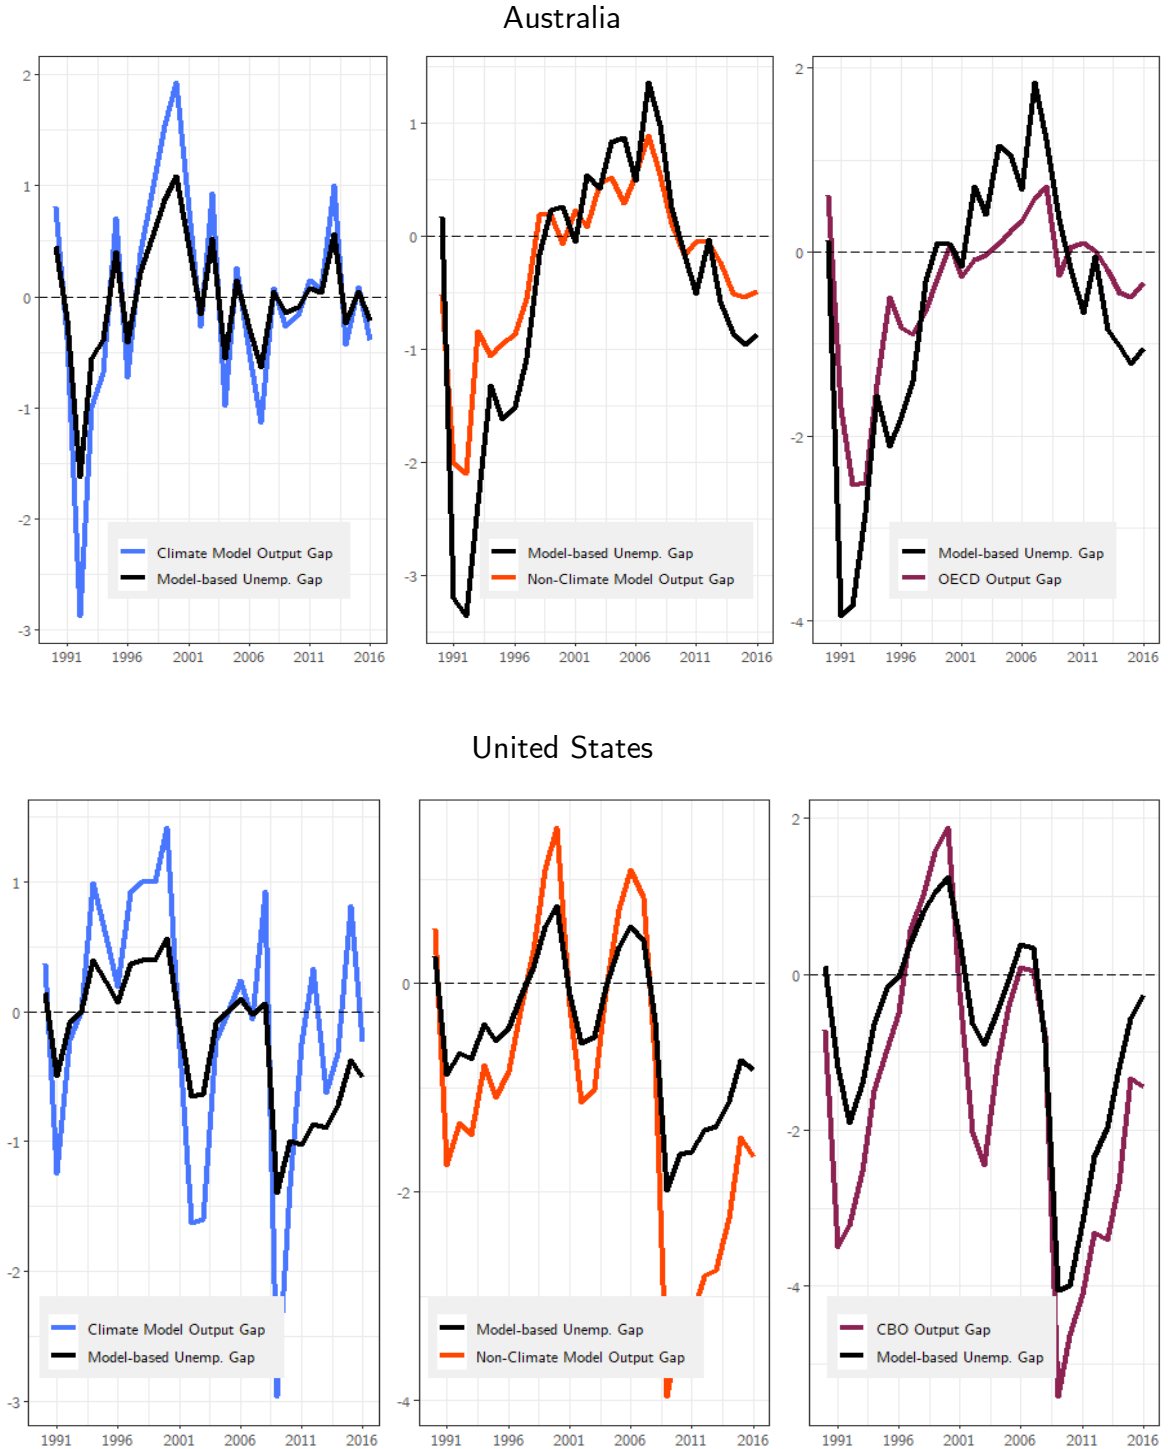 Australia
2
1
0
-1
-2
-3
1991 1996 2001 2006 2011 2016
Climate Model Output Gap
Model-based Unemp. Gap
1
0
-1
-2
-3
1991 1996 2001 2006 2011 2016
Model-based Unemp. Gap
Non-Climate Model Output Gap
2
0
-2
-4
1991 1996 2001 2006 2011 2016
Model-based Unemp. Gap
OECD Output Gap
United States
1
0
-1
-2
-3
1991 1996 2001 2006 2011 2016
Climate Model Output Gap
Model-based Unemp. Gap
0
-2
-4
1991 1996 2001 2006 2011 2016
Model-based Unemp. Gap
Non-Climate Model Output Gap
2
0
-2
-4
1991 1996 2001 2006 2011 2016
CBO Output Gap
Model-based Unemp. Gap